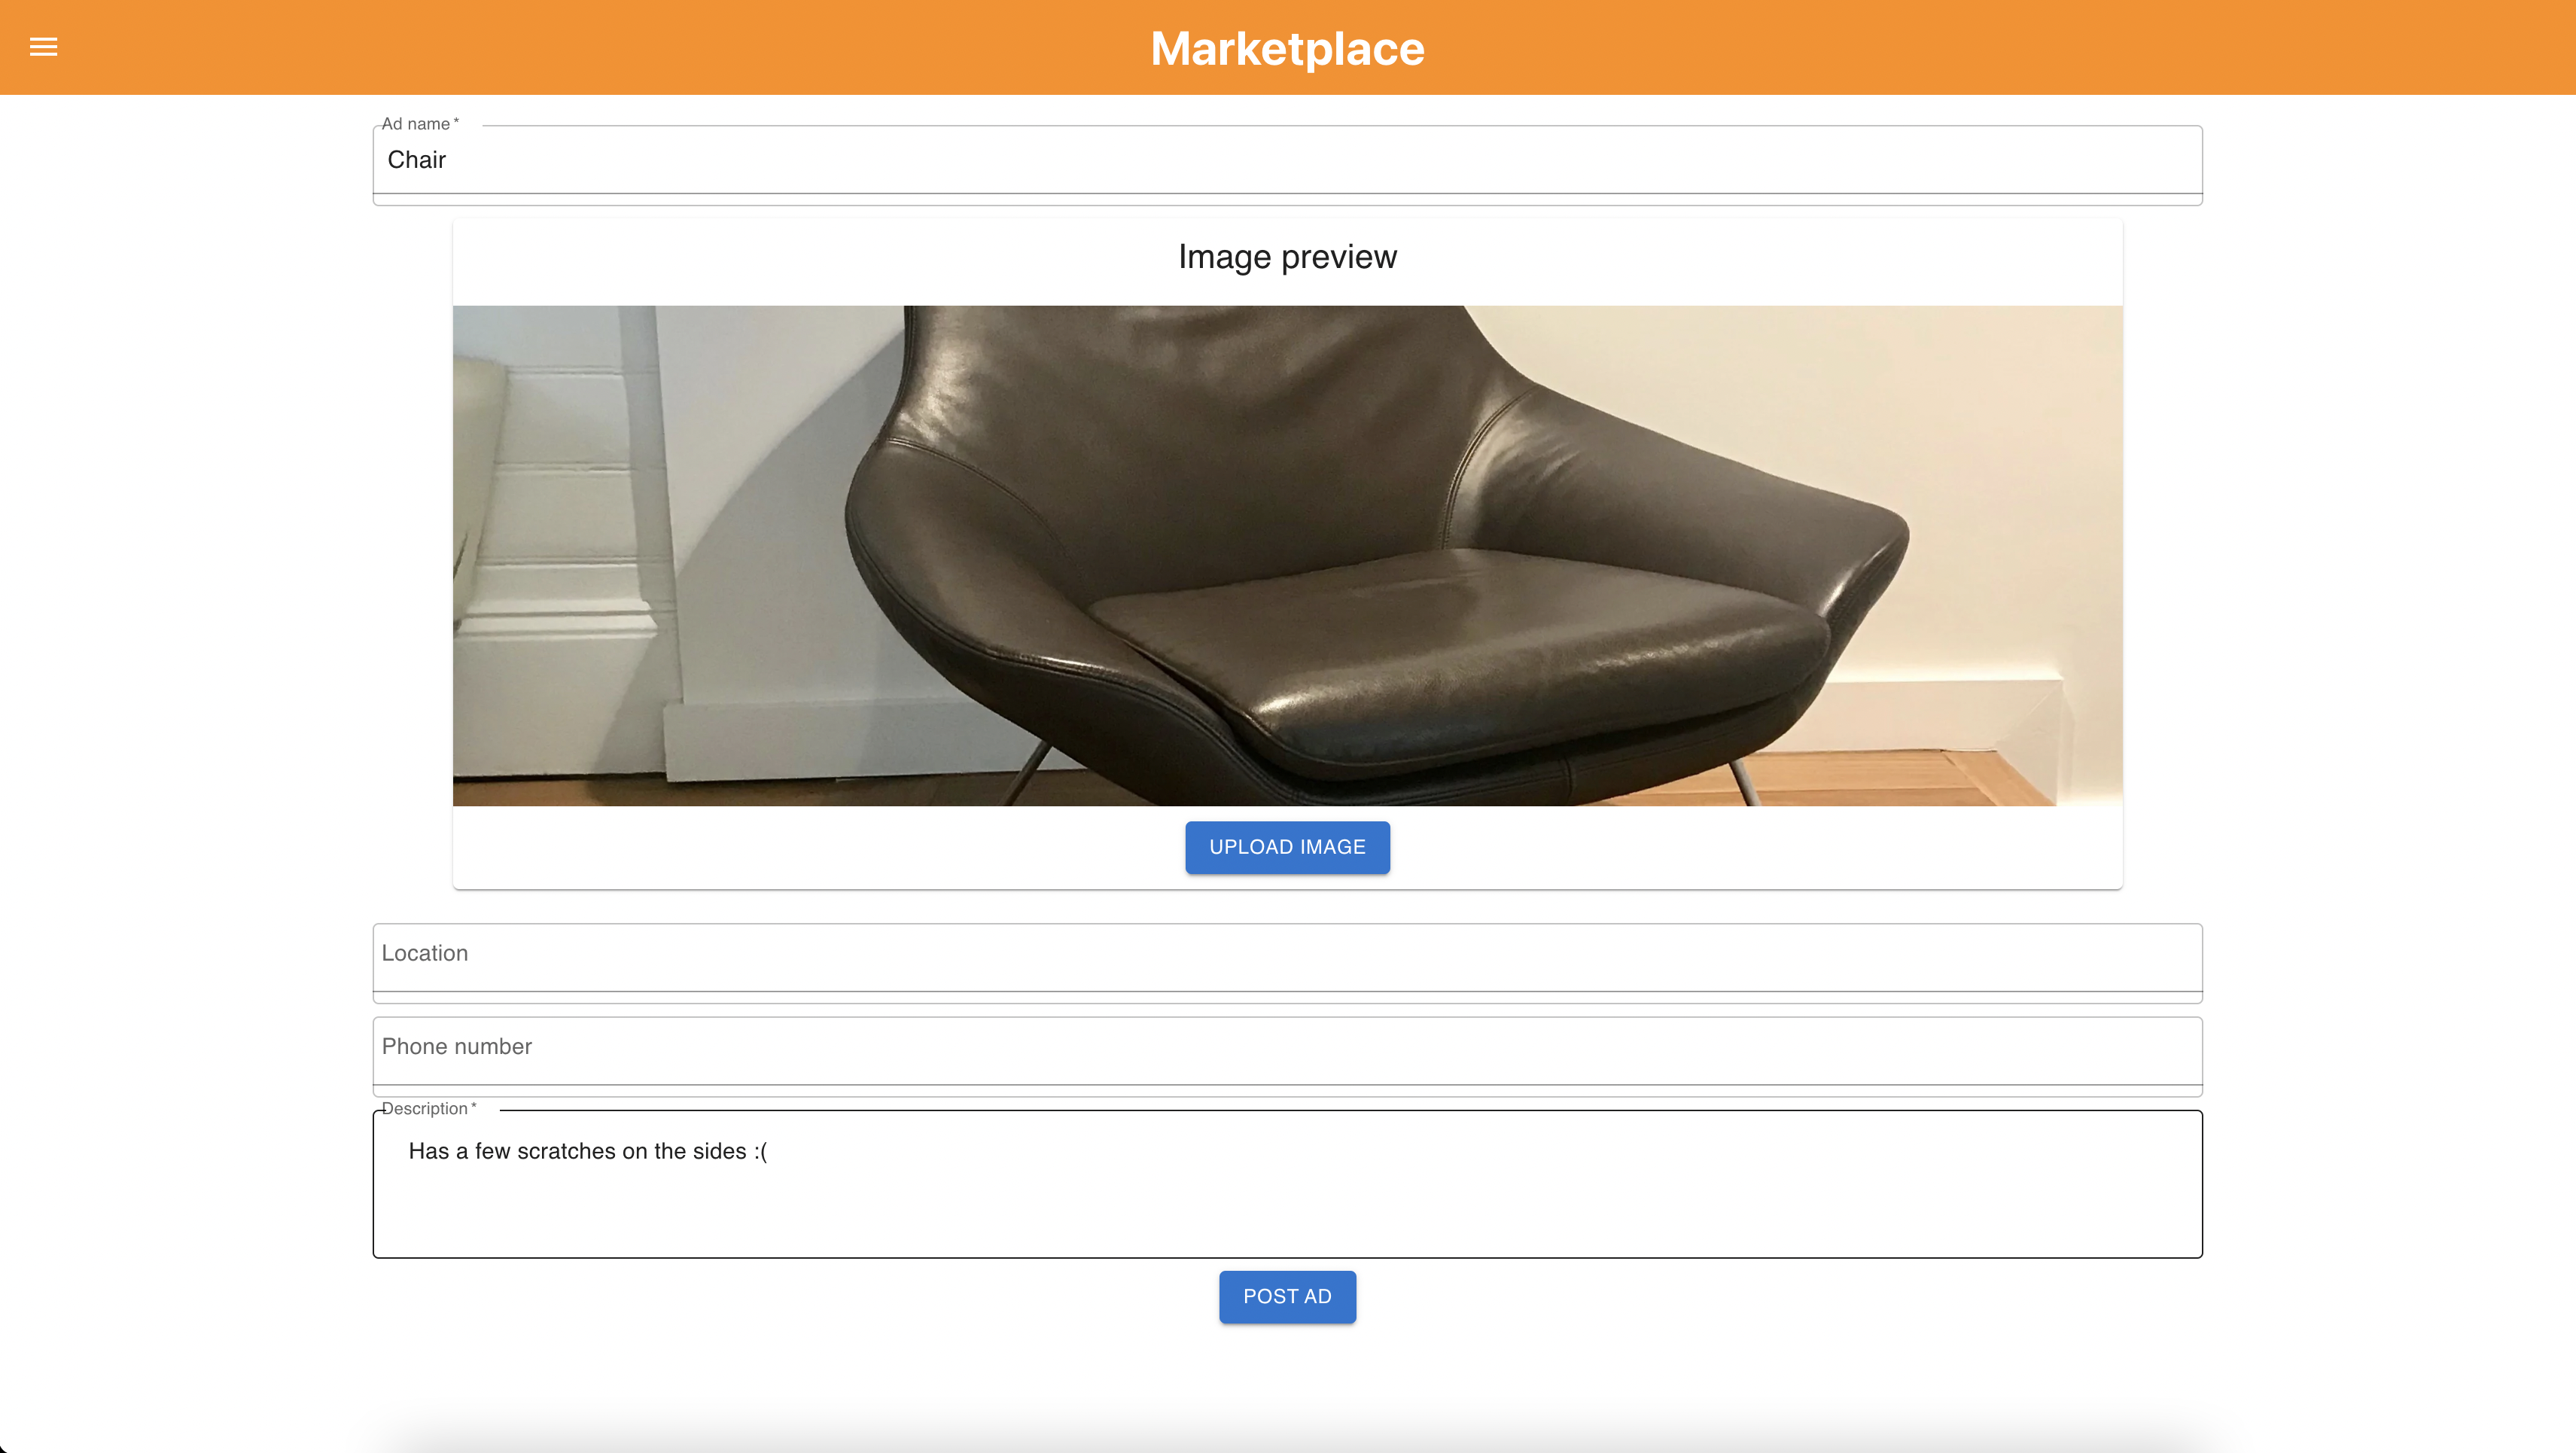 Marketplace
Ad name *
Chair
Image preview
UPLOAD IMAGE
Location
Phone number
Description *
Has a few scratches on the sides :(
POST AD